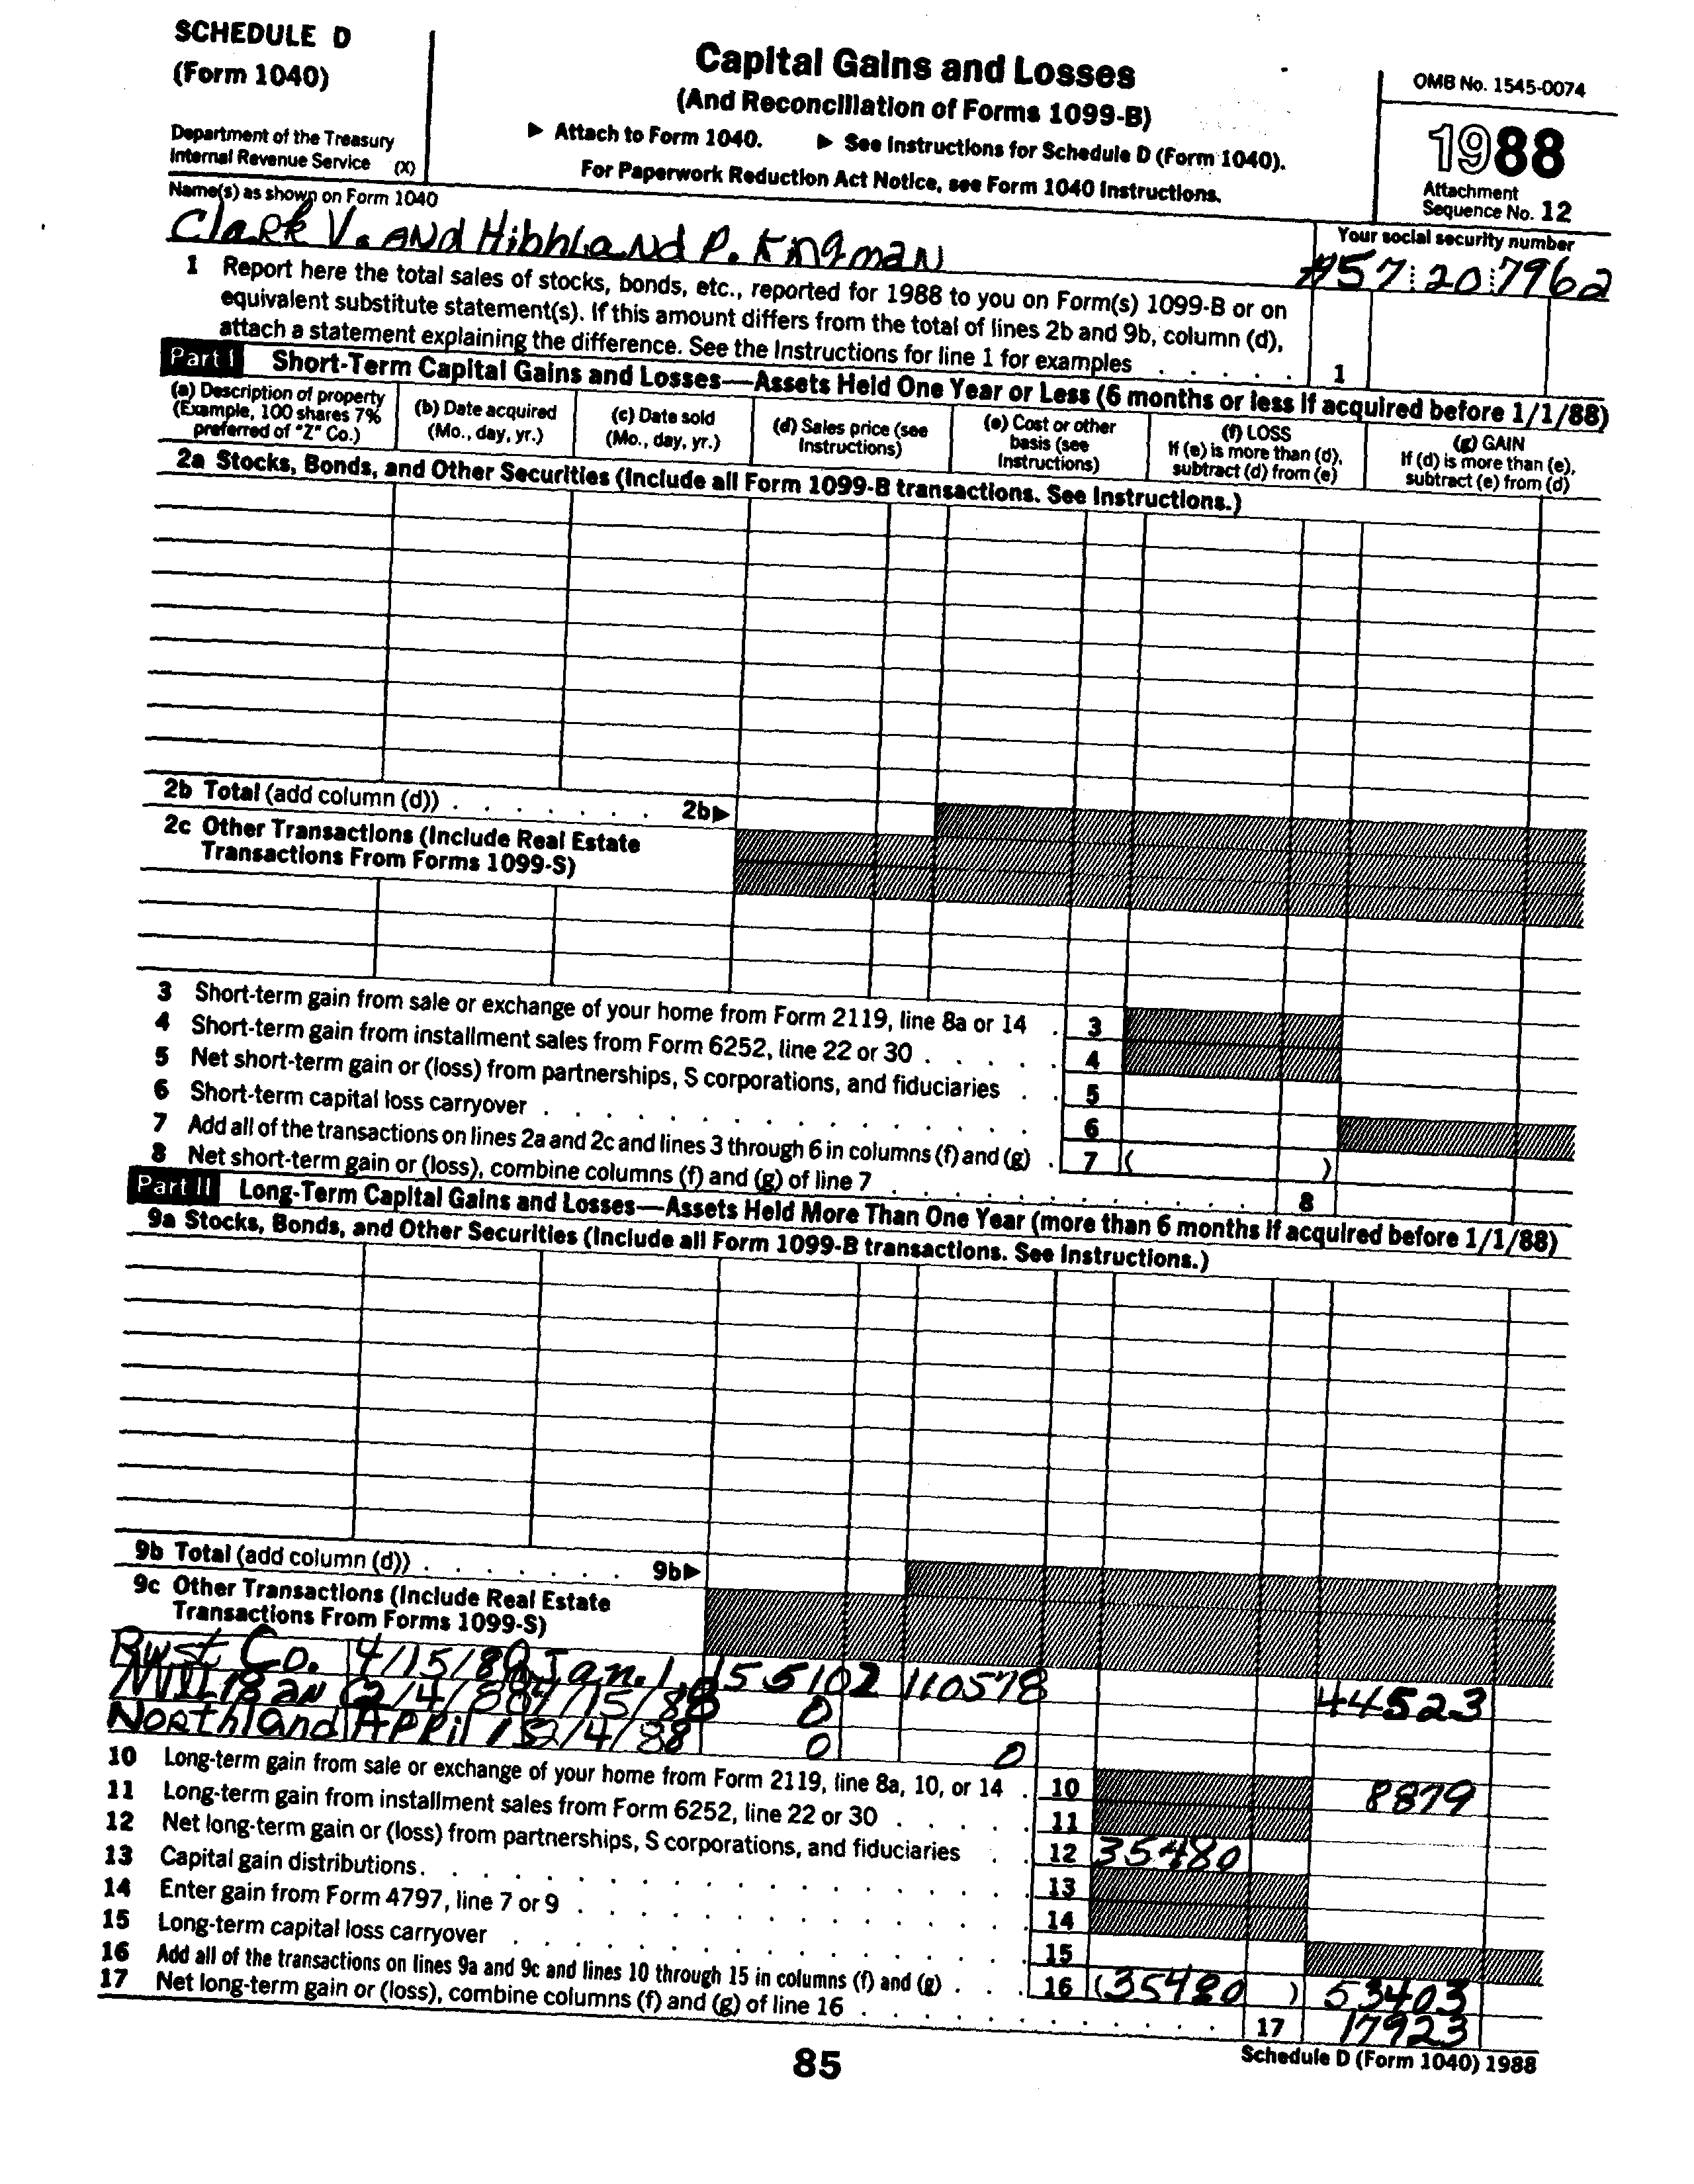 SCHEDULE D
(Form 1040)
Department of the Treasury
Internal Revenue Service (X)
Capital Gains and Losses
(And Reconciliation of Forms 1099-B)
▶ Attach to Form 1040. ▶ See Instructions for Schedule D (Form 1040).
For Paperwork Reduction Act Notice, see Form 1040 Instructions.
OMB No. 1545-0074
1988
Attachment
Sequence No. 12
Name(s) as shown on Form 1040
Clark V. AND Hibhland P. Kngman
Your social security number
57 20 7962
1 Report here the total sales of stocks, bonds, etc., reported for 1988 to you on Form(s) 1099-B or on
equivalent substitute statement(s). If this amount differs from the total of lines 2b and 9b, column (d),
attach a statement explaining the difference. See the Instructions for line 1 for examples . . . . . 1
Part I Short-Term Capital Gains and Losses—Assets Held One Year or Less (6 months or less if acquired before 1/1/88)
(a) Description of property
(Example, 100 shares 7%
preferred of "Z" Co.)
(b) Date acquired
(Mo., day, yr.)
(c) Date sold
(Mo., day, yr.)
(d) Sales price (see
Instructions)
(e) Cost or other
basis (see
Instructions)
(f) LOSS
If (e) is more than (d),
subtract (d) from (e)
(g) GAIN
If (d) is more than (e),
subtract (e) from (d)
2a Stocks, Bonds, and Other Securities (Include all Form 1099-B transactions. See Instructions.)
2b Total (add column (d)) . . . . . . . 2b▶
2c Other Transactions (Include Real Estate
Transactions From Forms 1099-S)
3 Short-term gain from sale or exchange of your home from Form 2119, line 8a or 14 . 3
4 Short-term gain from installment sales from Form 6252, line 22 or 30 . . . . . 4
5 Net short-term gain or (loss) from partnerships, S corporations, and fiduciaries . . 5
6 Short-term capital loss carryover . . . . . . . . . . . . . 6
7 Add all of the transactions on lines 2a and 2c and lines 3 through 6 in columns (f) and (g) . 7 ( )
8 Net short-term gain or (loss), combine columns (f) and (g) of line 7 . . . . . . . . . . . 8
Part II Long-Term Capital Gains and Losses—Assets Held More Than One Year (more than 6 months if acquired before 1/1/88)
9a Stocks, Bonds, and Other Securities (Include all Form 1099-B transactions. See Instructions.)
9b Total (add column (d)) . . . . . . . 9b▶
9c Other Transactions (Include Real Estate
Transactions From Forms 1099-S)
Co. 4/15/80 Jan. 1, 155102 110578 44523
2/4/80 4/15/88 0
Northland April 15 2/4/88 0 0
10 Long-term gain from sale or exchange of your home from Form 2119, line 8a, 10, or 14 . 10 8879
11 Long-term gain from installment sales from Form 6252, line 22 or 30 . . . . . 11
12 Net long-term gain or (loss) from partnerships, S corporations, and fiduciaries . . 12 35480
13 Capital gain distributions . . . . . . . . . . . . . . . 13
14 Enter gain from Form 4797, line 7 or 9 . . . . . . . . . . . . 14
15 Long-term capital loss carryover . . . . . . . . . . . . . 15
16 Add all of the transactions on lines 9a and 9c and lines 10 through 15 in columns (f) and (g) . . . 16 (35480) 53403
17 Net long-term gain or (loss), combine columns (f) and (g) of line 16 . . . . . . . . . . . . 17 17923
85
Schedule D (Form 1040) 1988